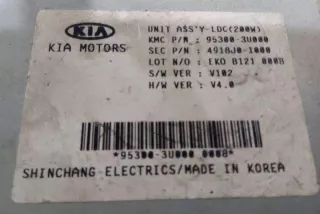 KIA
KIA MOTORS
UNIT ASS'Y-LDC(200W)
KMC P/N : 95300-3U000
SEC P/N : 4918J0-1000
LOT N/O : EKO B121 0008
S/W VER : V102
H/W VER : V4.0
*95300-3U000 0008*
SHINCHANG ELECTRICS/MADE IN KOREA